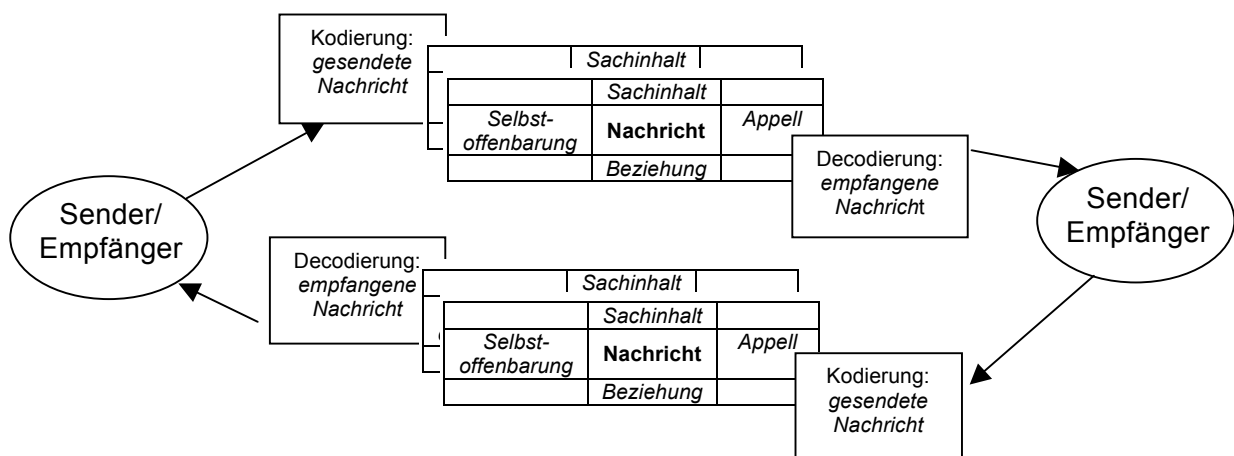 Kodierung:
gesendete
Nachricht
Sachinhalt
Sachinhalt
Selbst-
offenbarung
Nachricht
Appell
Beziehung
Decodierung:
empfangene
Nachricht
Sender/
Empfänger
Sender/
Empfänger
Decodierung:
empfangene
Nachricht
Sachinhalt
Sachinhalt
Selbst-
offenbarung
Nachricht
Appell
Beziehung
Kodierung:
gesendete
Nachricht